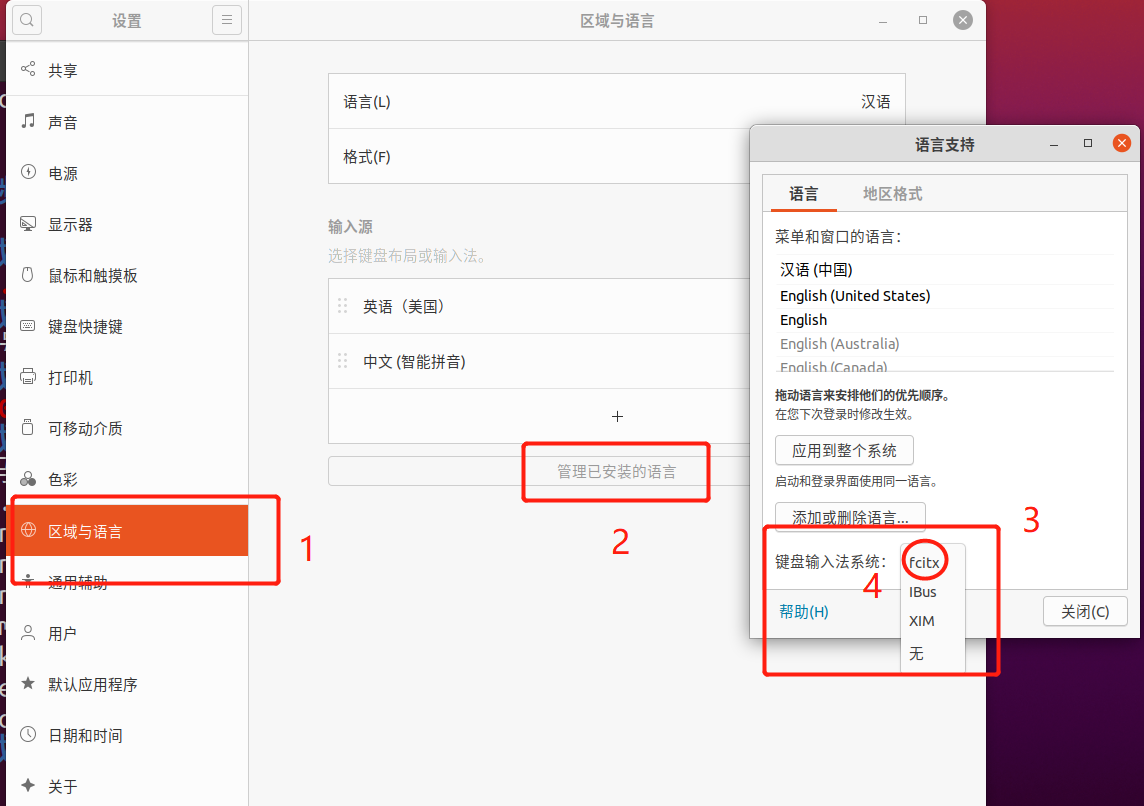 设置
区域与语言
共享
声音
电源
显示器
鼠标和触摸板
键盘快捷键
打印机
可移动介质
色彩
区域与语言
通用辅助
用户
默认应用程序
日期和时间
关于
1
语言(L)
汉语
格式(F)
输入源
选择键盘布局或输入法。
英语（美国）
中文 (智能拼音)
+
管理已安装的语言
2
语言支持
语言
地区格式
菜单和窗口的语言：
汉语 (中国)
English (United States)
English
English (Australia)
English (Canada)
拖动语言来安排他们的优先顺序。
在您下次登录时修改生效。
应用到整个系统
启动和登录界面使用同一语言。
添加或删除语言...
3
键盘输入法系统：
fcitx
4
IBus
XIM
无
帮助(H)
关闭(C)